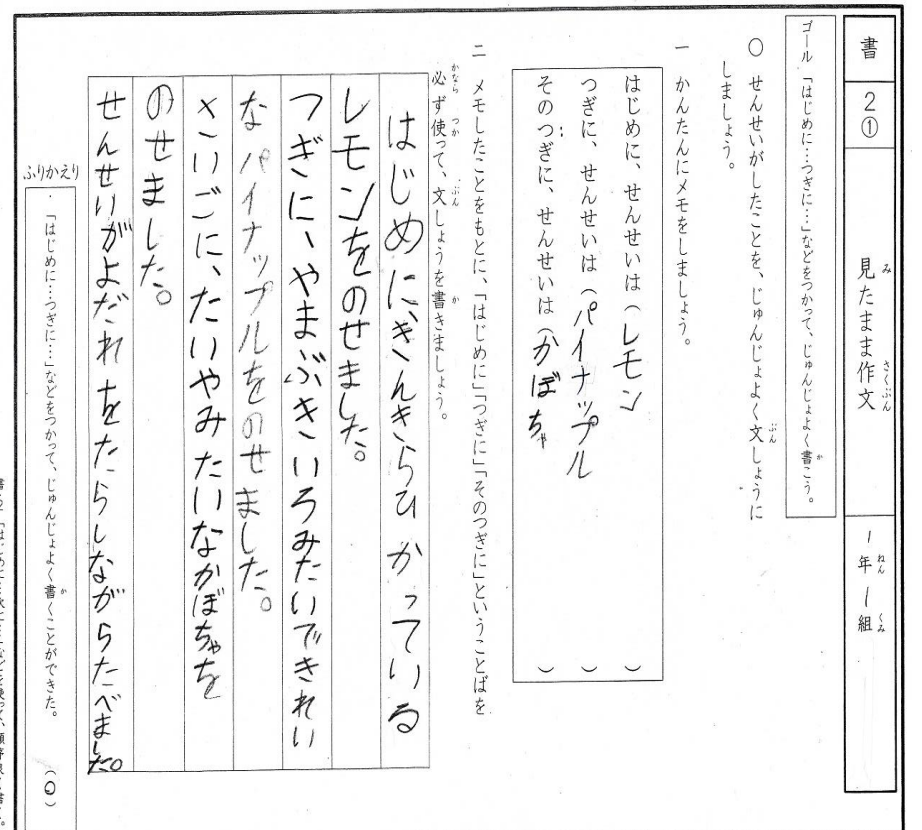 書 2① 見たまま作文 1年1組
ゴール 「はじめに…つぎに…」などをつかって、じゅんじょよく書こう。
○ せんせいがしたことを、じゅんじょよく文しょうに
しましょう。
一 かんたんにメモをしましょう。
はじめに、せんせいは(レモン )
つぎに、せんせいは(パイナップル )
そのつぎに、せんせいは(かぼちゃ )
二 メモしたことをもとに、「はじめに」「つぎに」「そのつぎに」ということばを
必ず使って、文しょうを書きましょう。
はじめに、きんきらひかっている
レモンをのせました。
つぎに、やまぶきいろみたいできれい
なパイナップルをのせました。
さいごに、たいやみたいなかぼちゃを
のせました。
せんせいがよだれをたらしながらたべました。
ふりかえり
・「はじめに…つぎに…」などをつかって、じゅんじょよく書くことができた。 (○)